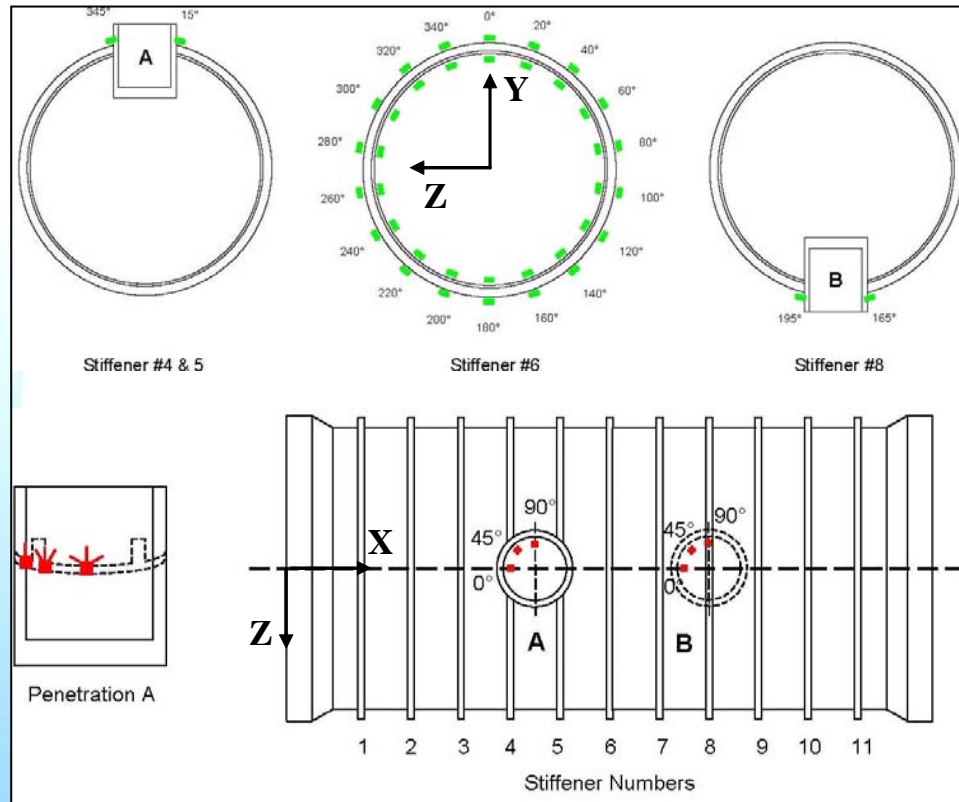 345°
15°
A
Stiffener #4 & 5
0°
20°
40°
60°
80°
100°
120°
140°
160°
180°
200°
220°
240°
260°
280°
300°
320°
340°
Y
Z
Stiffener #6
B
195°
165°
Stiffener #8
Penetration A
X
Z
90°
45°
0°
A
90°
45°
0°
B
1 2 3 4 5 6 7 8 9 10 11
Stiffener Numbers